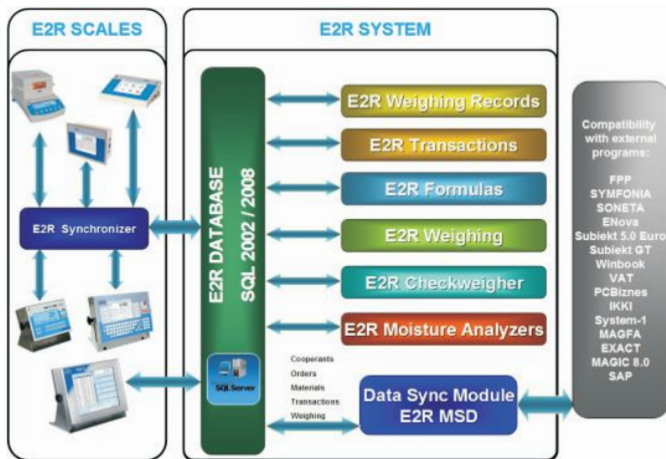 E2R SCALES
E2R Synchronizer
E2R SYSTEM
E2R DATABASE
SQL 2002 / 2008
SQLServer
E2R Weighing Records
E2R Transactions
E2R Formulas
E2R Weighing
E2R Checkweigher
E2R Moisture Analyzers
Cooperants
Orders
Materials
Transactions
Weighing
Data Sync Module
E2R MSD
Compatibility
with external
programs:
FPP
SYMFONIA
SONETA
ENova
Subiekt 5.0 Euro
Subiekt GT
Winbook
VAT
PCBiznes
IKKI
System-1
MAGFA
EXACT
MAGIC 8.0
SAP